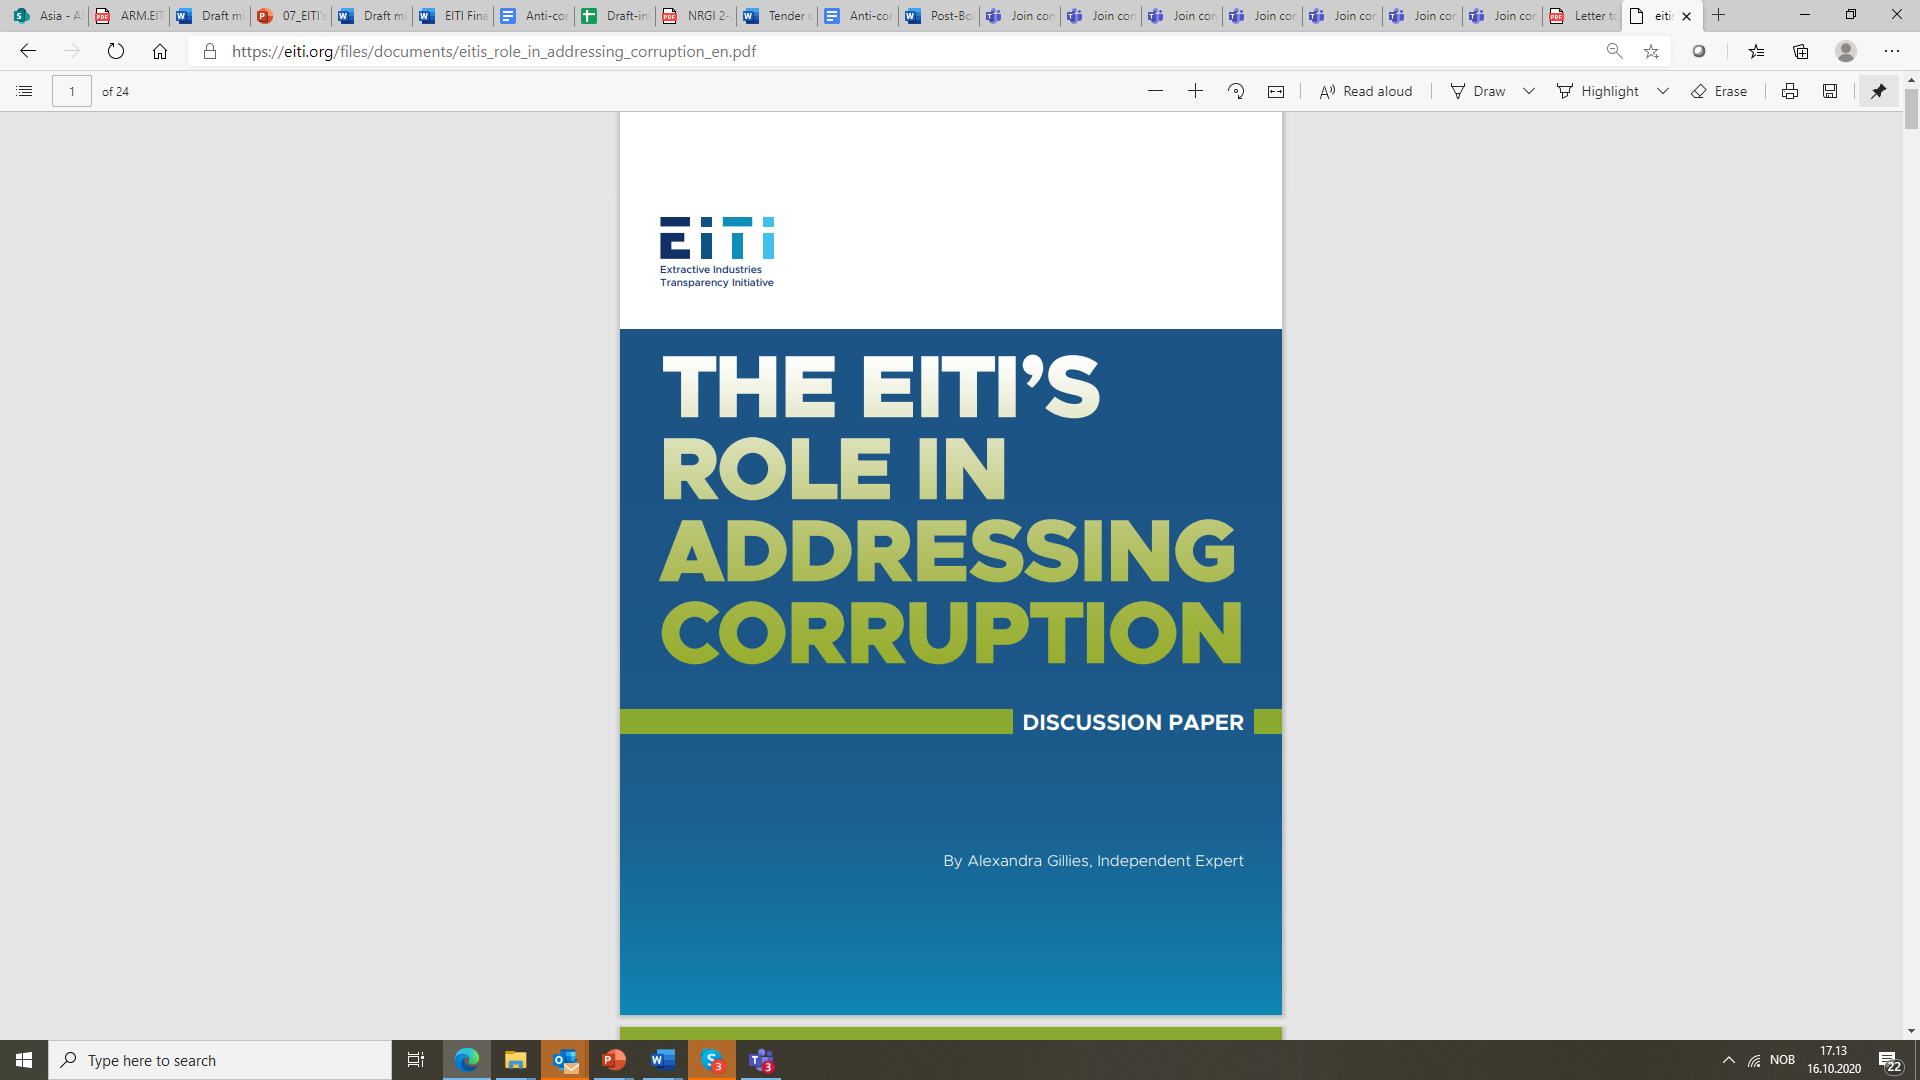 Asia - A
ARM.EIT
Draft m
07_EITI's
Draft m
EITI Fina
Anti-cor
Draft-in
NRGI 2-
Tender c
Anti-cor
Post-Bo
Join con
Join con
Join con
Join con
Join con
Join con
Join con
Letter to
eiti
https://eiti.org/files/documents/eitis_role_in_addressing_corruption_en.pdf
1 of 24
Read aloud
Draw
Highlight
Erase
EiTi
Extractive Industries
Transparency Initiative
THE EITI'S
ROLE IN
ADDRESSING
CORRUPTION
DISCUSSION PAPER
By Alexandra Gillies, Independent Expert
Type here to search
NOB
17.13
16.10.2020
22